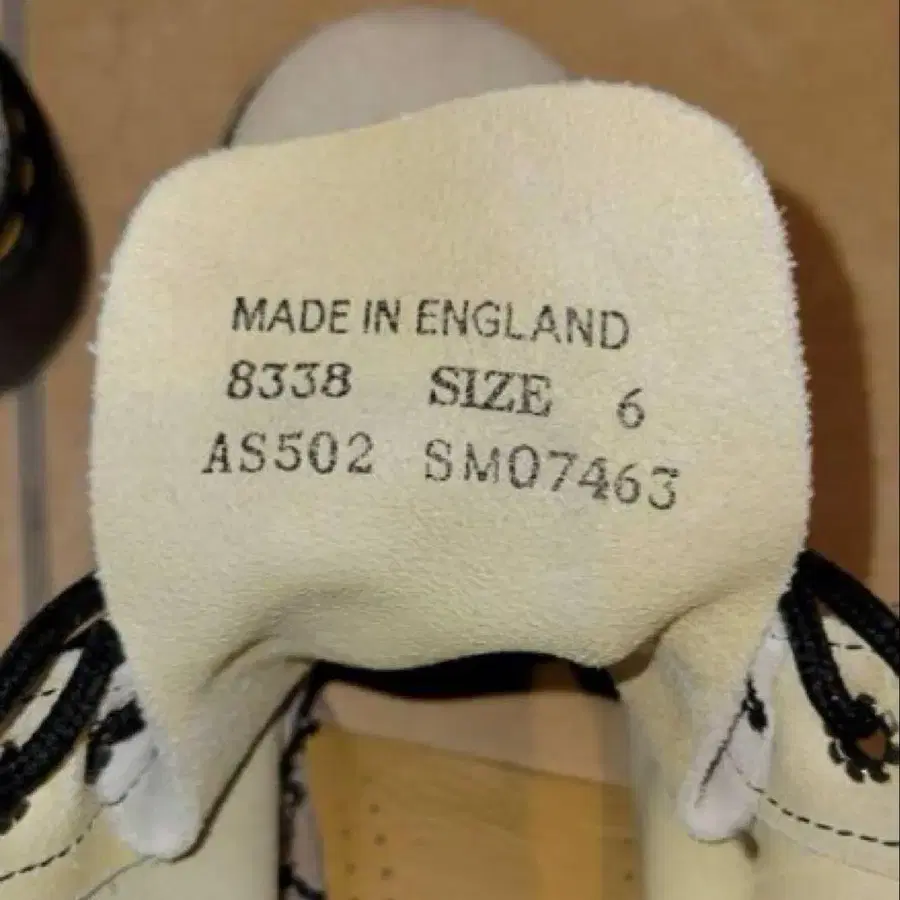 MADE IN ENGLAND
8338 SIZE 6
AS502 SM07463